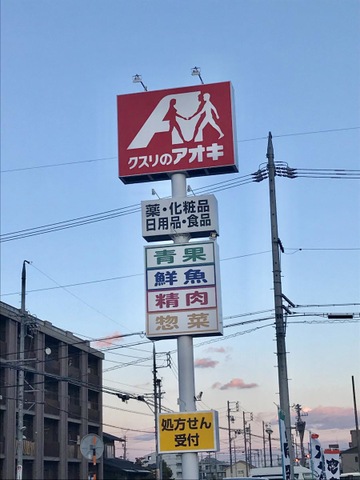 クスリのアオキ
薬・化粧品
日用品・食品
青果
鮮魚
精肉
惣菜
処方せん
受付